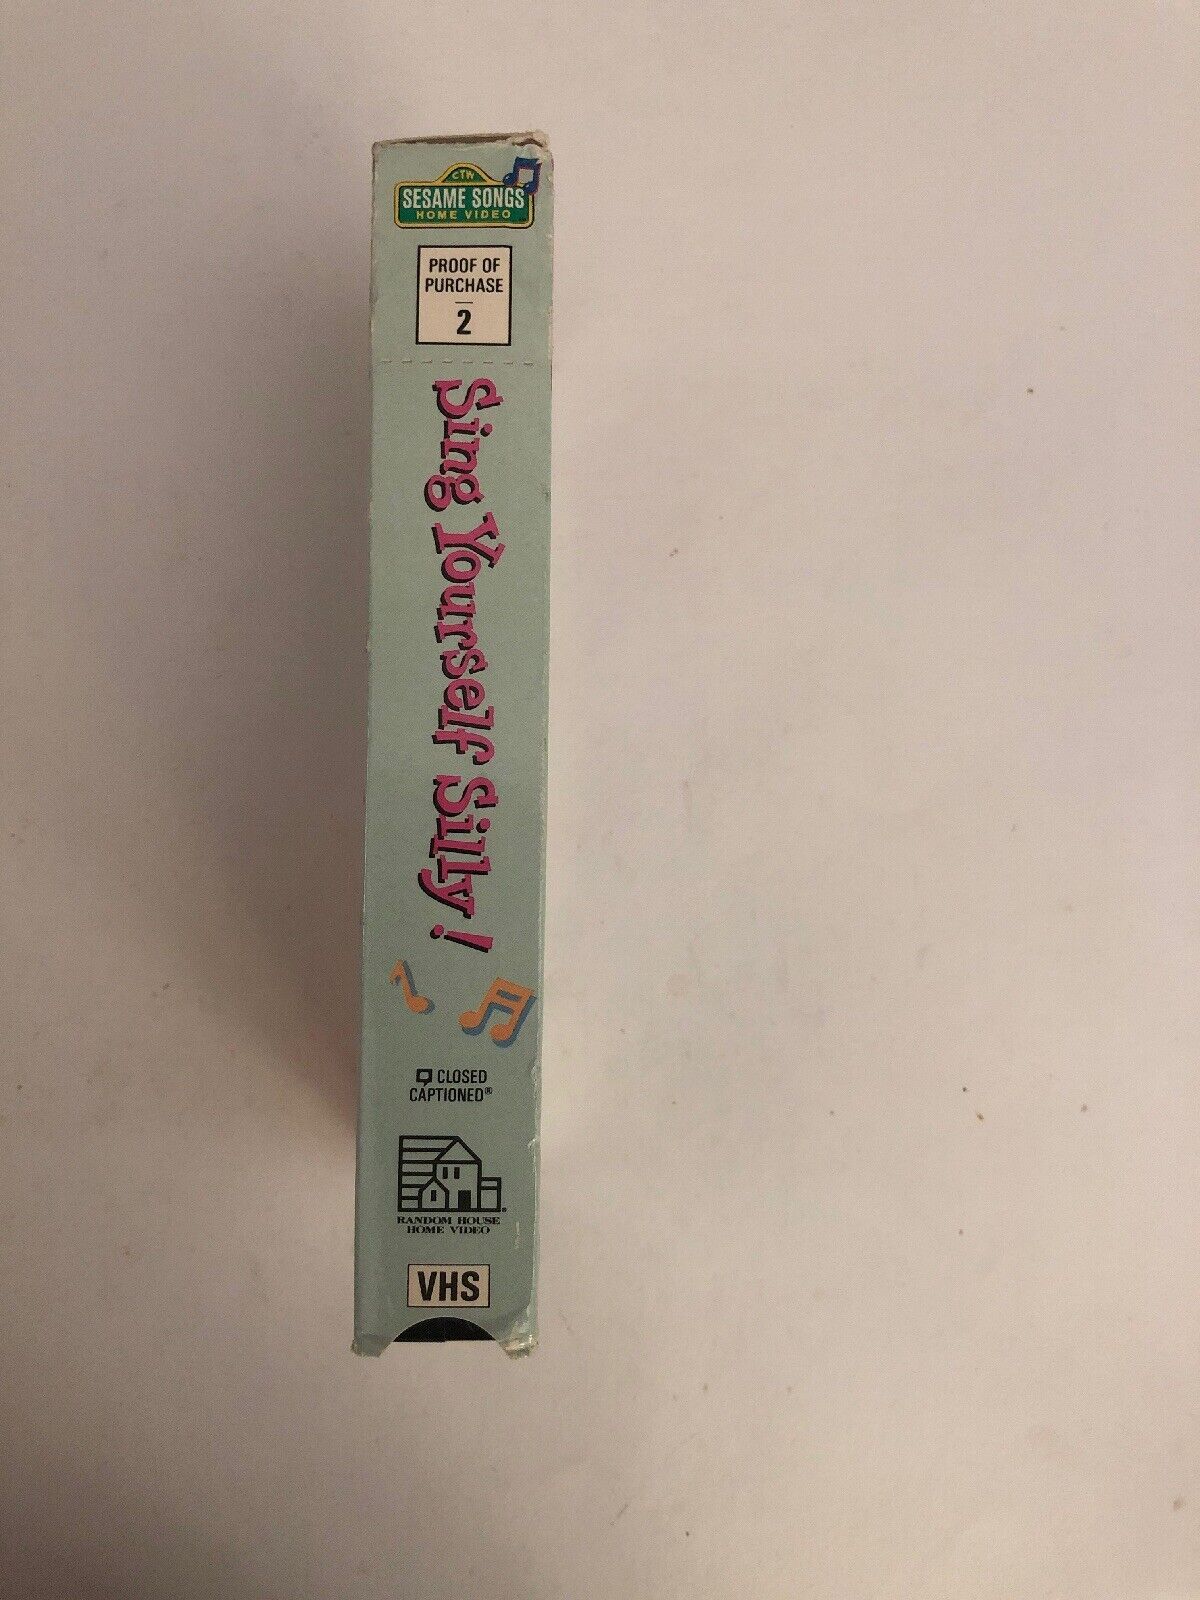 CTW
SESAME SONGS
HOME VIDEO
PROOF OF
PURCHASE
2
Sing Yourself Silly!
CLOSED
CAPTIONED®
RANDOM HOUSE
HOME VIDEO
VHS